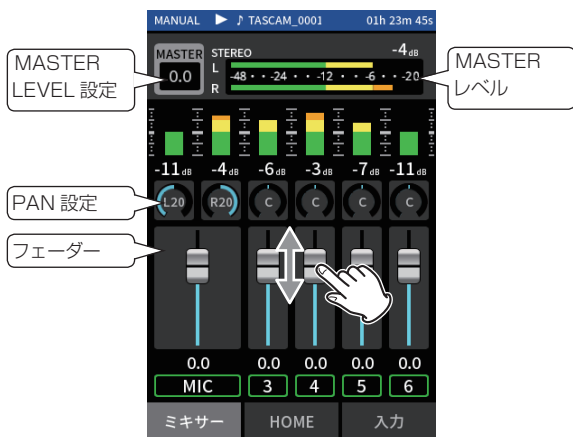 MANUAL ▶ ♪ TASCAM_0001 01h 23m 45s
MASTER
0.0
STEREO
-4dB
L
-48 · · -24 · · -12 · · -6 · · -20
R
MASTER
LEVEL 設定
MASTER
レベル
-11dB -4dB -6dB -3dB -7dB -11dB
PAN 設定
L20 R20 C C C C
フェーダー
0.0 0.0 0.0 0.0 0.0
MIC 3 4 5 6
ミキサー HOME 入力